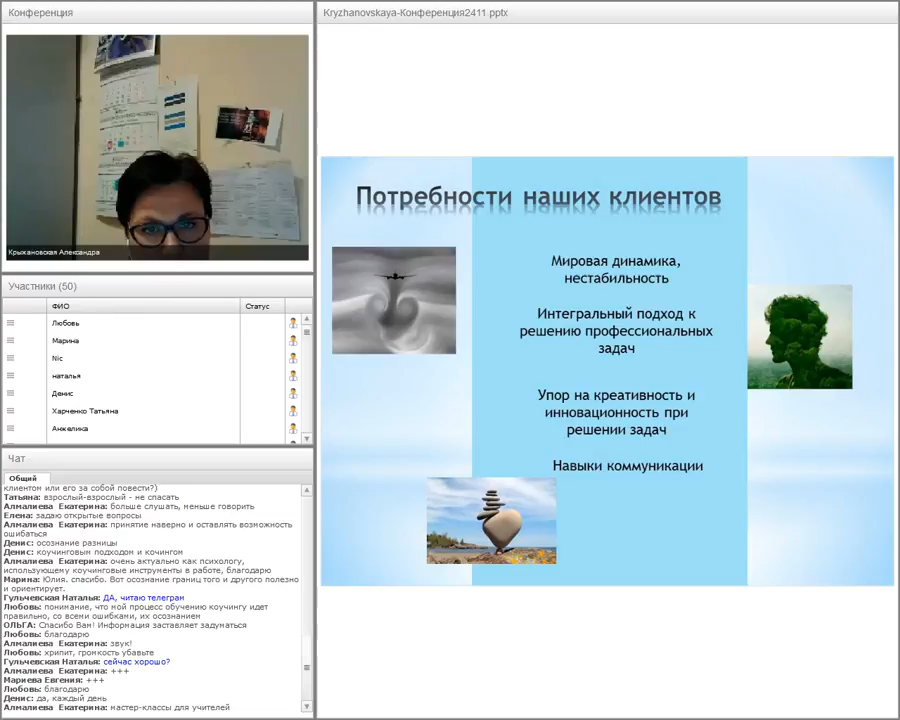 Конференция
Крыжановская Александра
Участники (50)
ФИО
Статус
Любовь
Марина
Nic
наталья
Денис
Харченко Татьяна
Анжелика
Чат
Общий
клиентом или его за собой повести?)
Татьяна: взрослый-взрослый - не спасать
Алмалиева Екатерина: больше слушать, меньше говорить
Елена: задаю открытые вопросы
Алмалиева Екатерина: принятие наверно и оставлять возможность
ошибаться
Денис: осознание разницы
Денис: коучинговым подходом и кочингом
Алмалиева Екатерина: очень актуально как психологу,
использующему коучинговые инструменты в работе, благодарю
Марина: Юлия. спасибо. Вот осознание границ того и другого полезно
и ориентирует.
Гульчевская Наталья: ДА, читаю телеграм
Любовь: понимание, что мой процесс обучению коучингу идет
правильно, со всеми ошибками, их осознанием
ОЛЬГА: Спасибо Вам! Информация заставляет задуматься
Любовь: благодарю
Алмалиева Екатерина: звук!
Любовь: хрипит, громкость убавьте
Гульчевская Наталья: сейчас хорошо?
Алмалиева Екатерина: +++
Мариева Евгения: +++
Любовь: благодарю
Денис: да, каждый день
Алмалиева Екатерина: мастер-классы для учителей
Kryzhanovskaya-Конференция2411.pptx
Потребности наших клиентов
Мировая динамика,
нестабильность
Интегральный подход к
решению профессиональных
задач
Упор на креативность и
инновационность при
решении задач
Навыки коммуникации